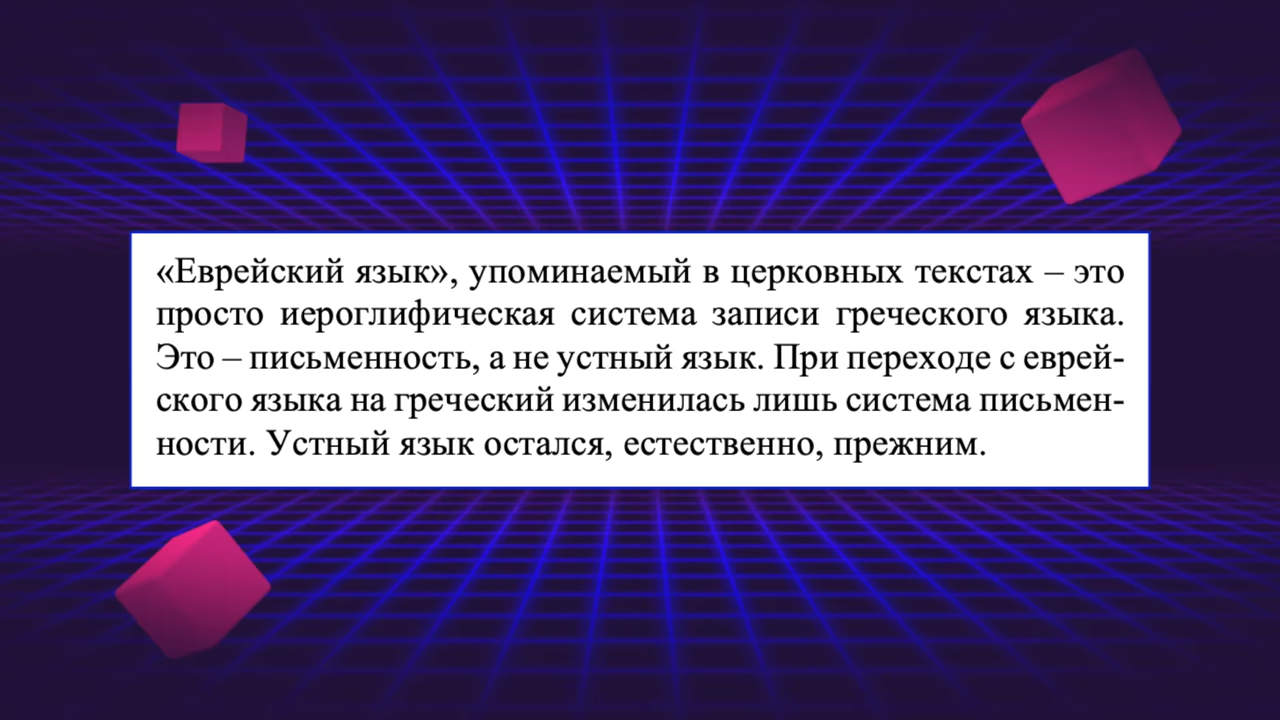 «Еврейский язык», упоминаемый в церковных текстах – это
просто иероглифическая система записи греческого языка.
Это – письменность, а не устный язык. При переходе с еврей-
ского языка на греческий изменилась лишь система письмен-
ности. Устный язык остался, естественно, прежним.